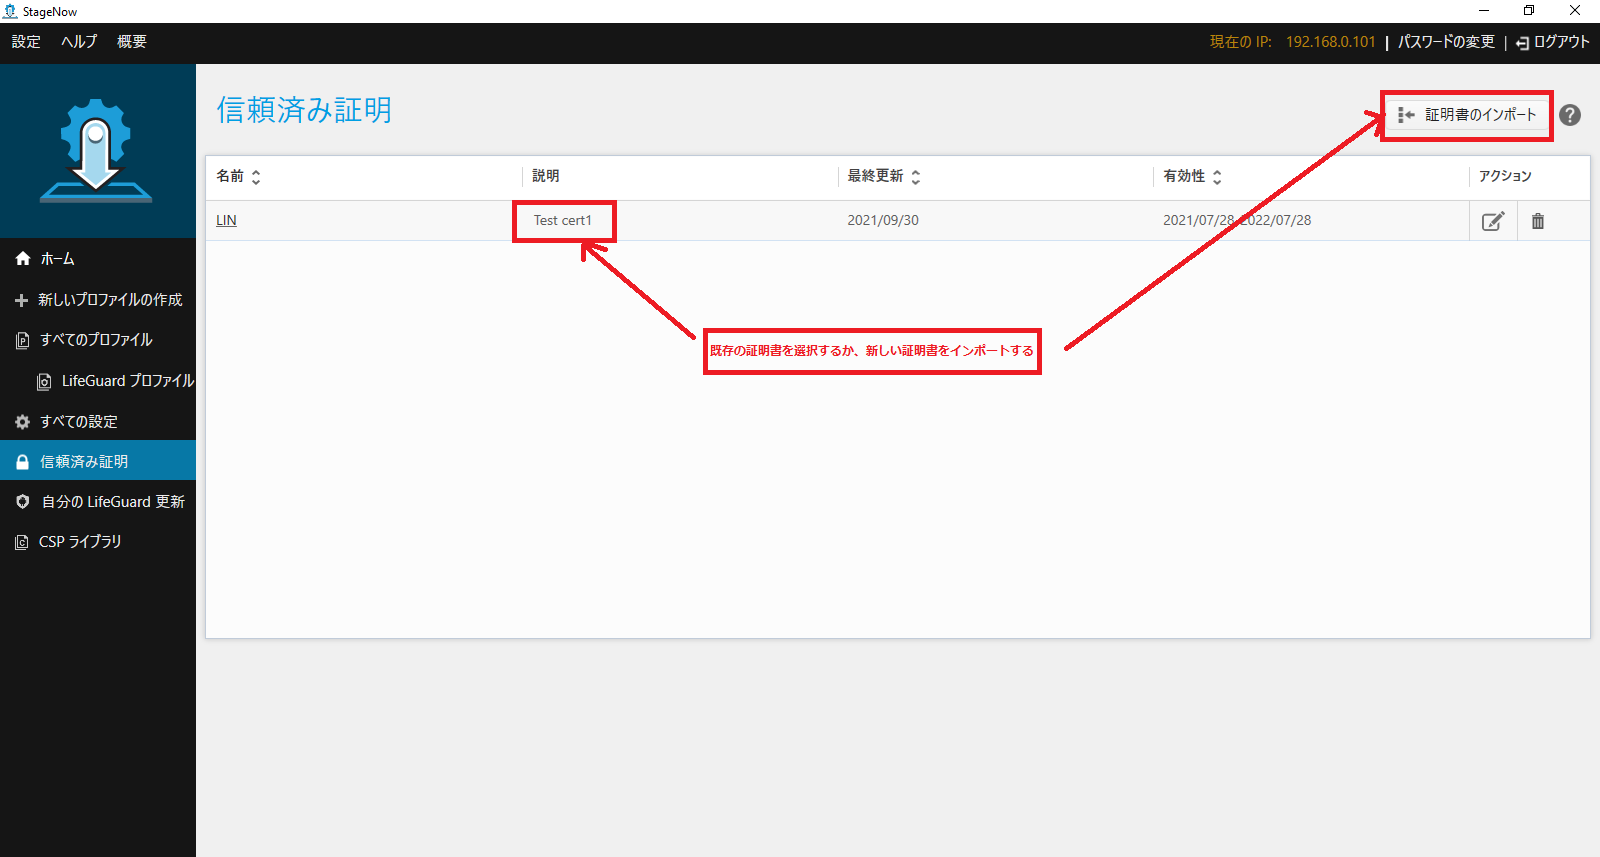 StageNow
設定 ヘルプ 概要
現在の IP: 192.168.0.101 | パスワードの変更 | ログアウト
信頼済み証明
証明書のインポート
?
名前 説明 最終更新 有効性 アクション
LIN Test cert1 2021/09/30 2021/07/28-2022/07/28
既存の証明書を選択するか、新しい証明書をインポートする
ホーム
新しいプロファイルの作成
すべてのプロファイル
LifeGuard プロファイル
すべての設定
信頼済み証明
自分の LifeGuard 更新
CSP ライブラリ